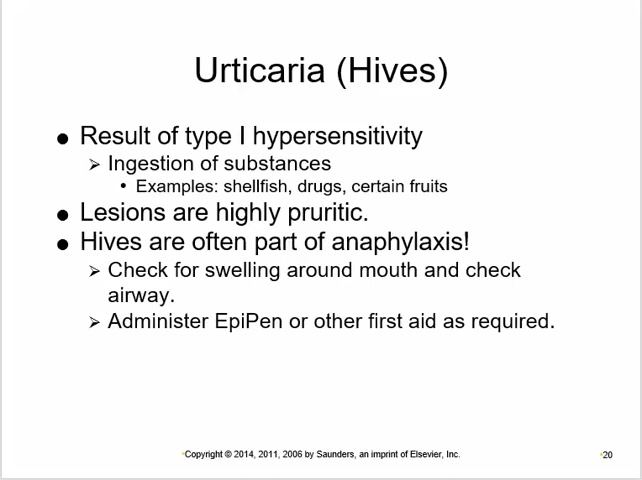 Urticaria (Hives)
● Result of type I hypersensitivity
➢ Ingestion of substances
• Examples: shellfish, drugs, certain fruits
● Lesions are highly pruritic.
● Hives are often part of anaphylaxis!
➢ Check for swelling around mouth and check
airway.
➢ Administer EpiPen or other first aid as required.
•Copyright © 2014, 2011, 2006 by Saunders, an imprint of Elsevier, Inc.
•20